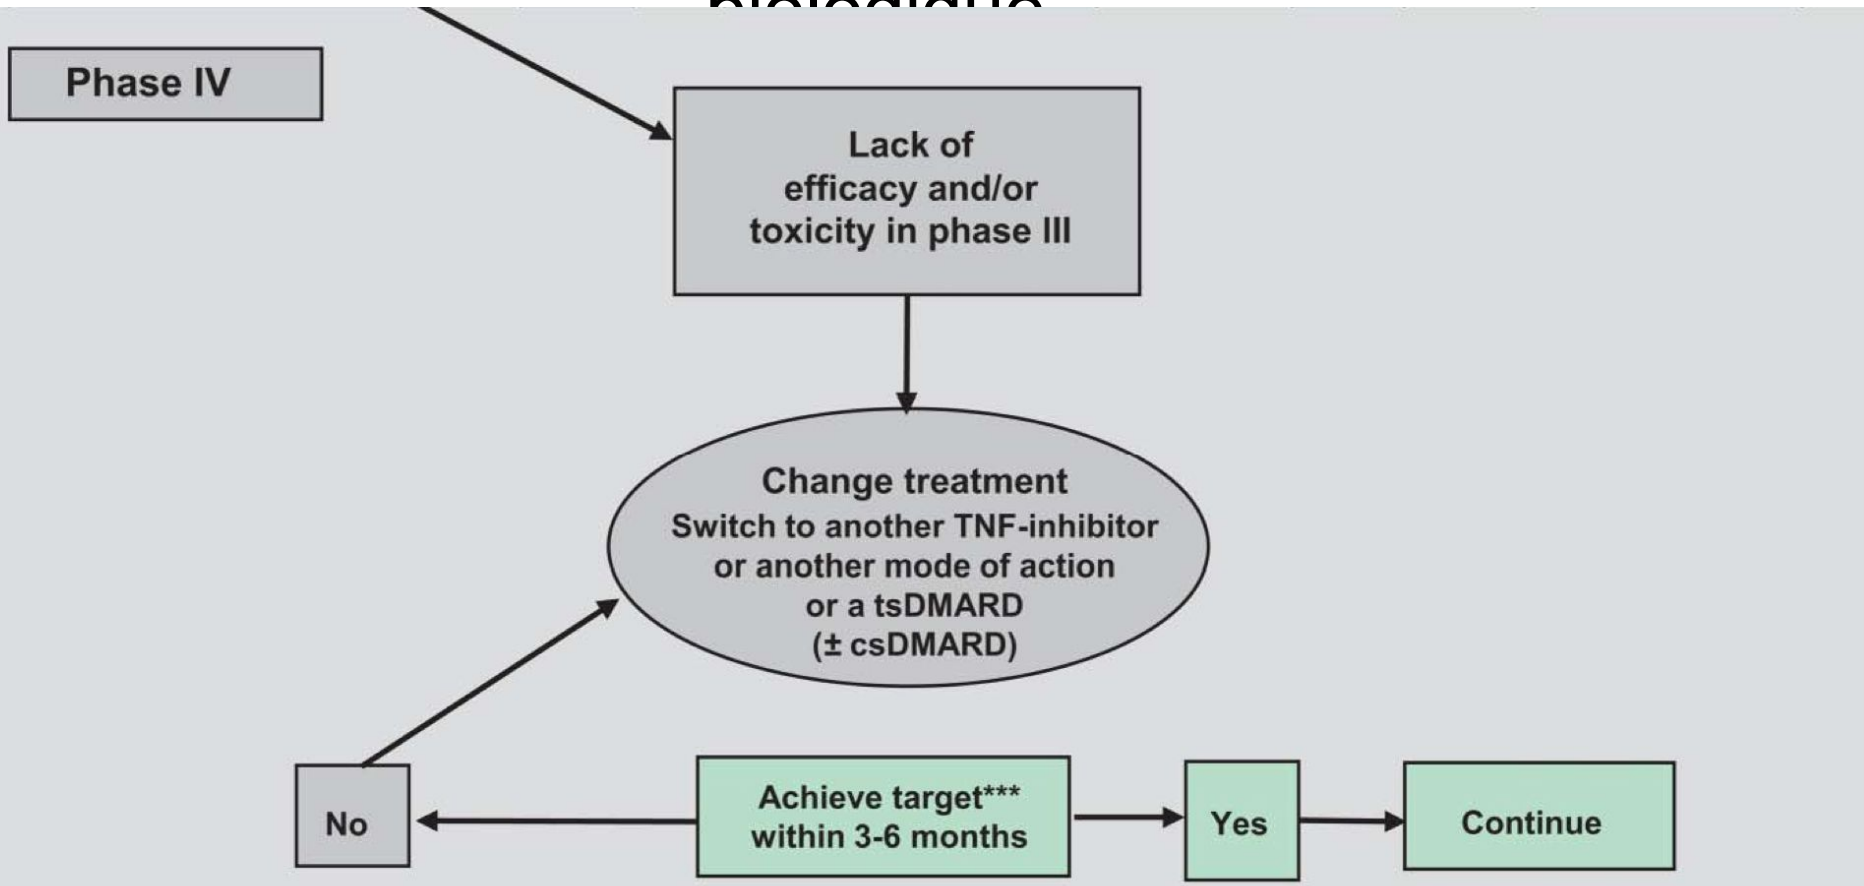 biologique
Phase IV
Lack of
efficacy and/or
toxicity in phase III
Change treatment
Switch to another TNF-inhibitor
or another mode of action
or a tsDMARD
(± csDMARD)
No
Achieve target***
within 3-6 months
Yes
Continue